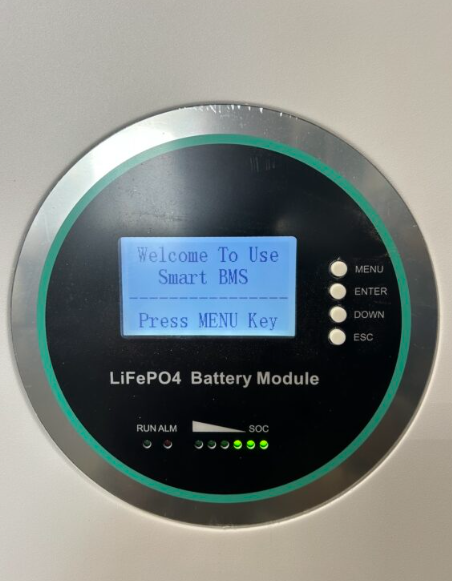 Welcome To Use
Smart BMS
--------------------
Press MENU Key
MENU
ENTER
DOWN
ESC
LiFePO4 Battery Module
RUN ALM SOC